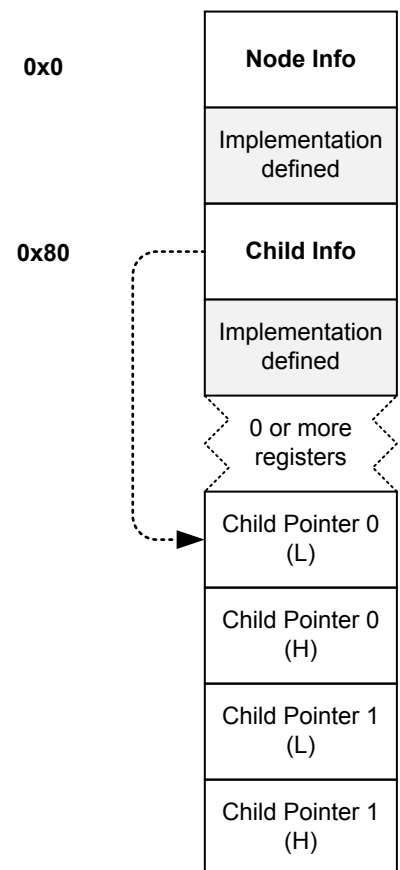 0x0
Node Info
Implementation
defined
0x80
Child Info
Implementation
defined
0 or more
registers
Child Pointer 0
(L)
Child Pointer 0
(H)
Child Pointer 1
(L)
Child Pointer 1
(H)